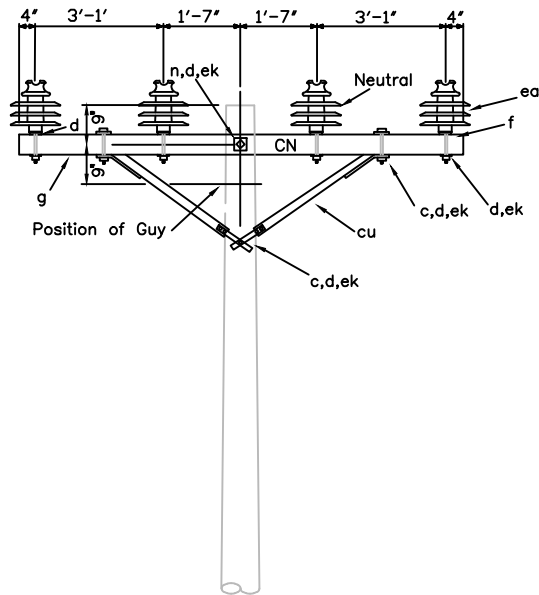 4" 3'-1' 1'-7" 1'-7" 3'-1" 4"
n,d,ek
Neutral
ea
9"
d
f
CN
9"
g
c,d,ek
d,ek
Position of Guy
cu
c,d,ek